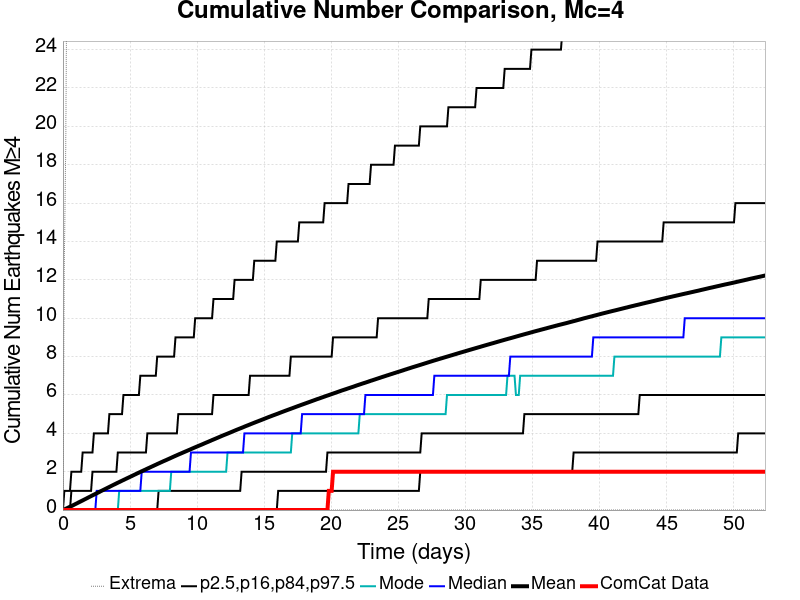 Cumulative Number Comparison, Mc=4
Cumulative Num Earthquakes M≥4
24
22
20
18
16
14
12
10
8
6
4
2
0
0 5 10 15 20 25 30 35 40 45 50
Time (days)
Extrema p2.5,p16,p84,p97.5 Mode Median Mean ComCat Data